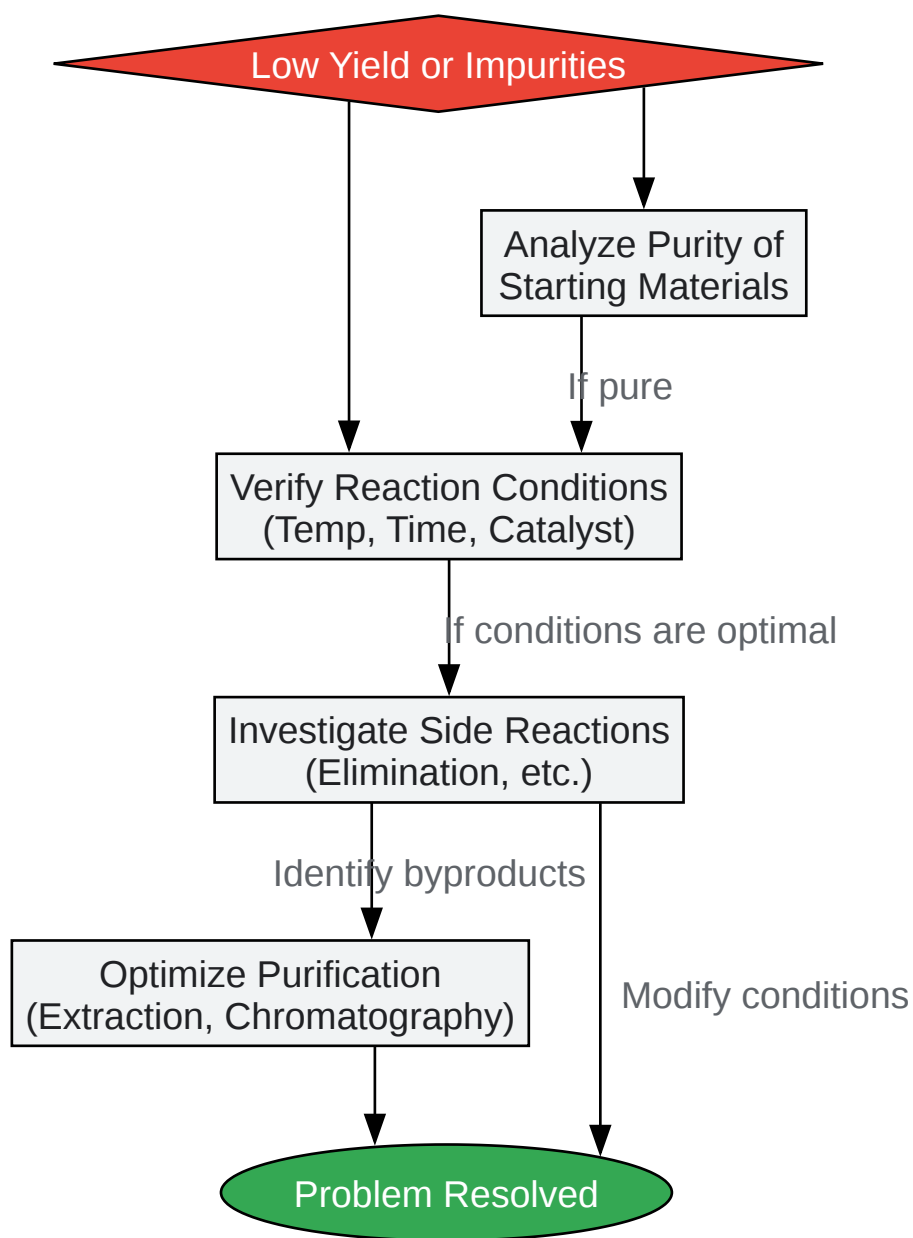 Low Yield or Impurities
Analyze Purity of
Starting Materials
If pure
Verify Reaction Conditions
(Temp, Time, Catalyst)
If conditions are optimal
Investigate Side Reactions
(Elimination, etc.)
Identify byproducts
Optimize Purification
(Extraction, Chromatography)
Modify conditions
Problem Resolved